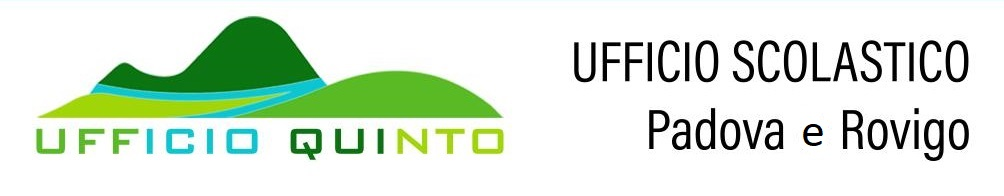 UFFICIO QUINTO
UFFICIO SCOLASTICO
Padova e Rovigo